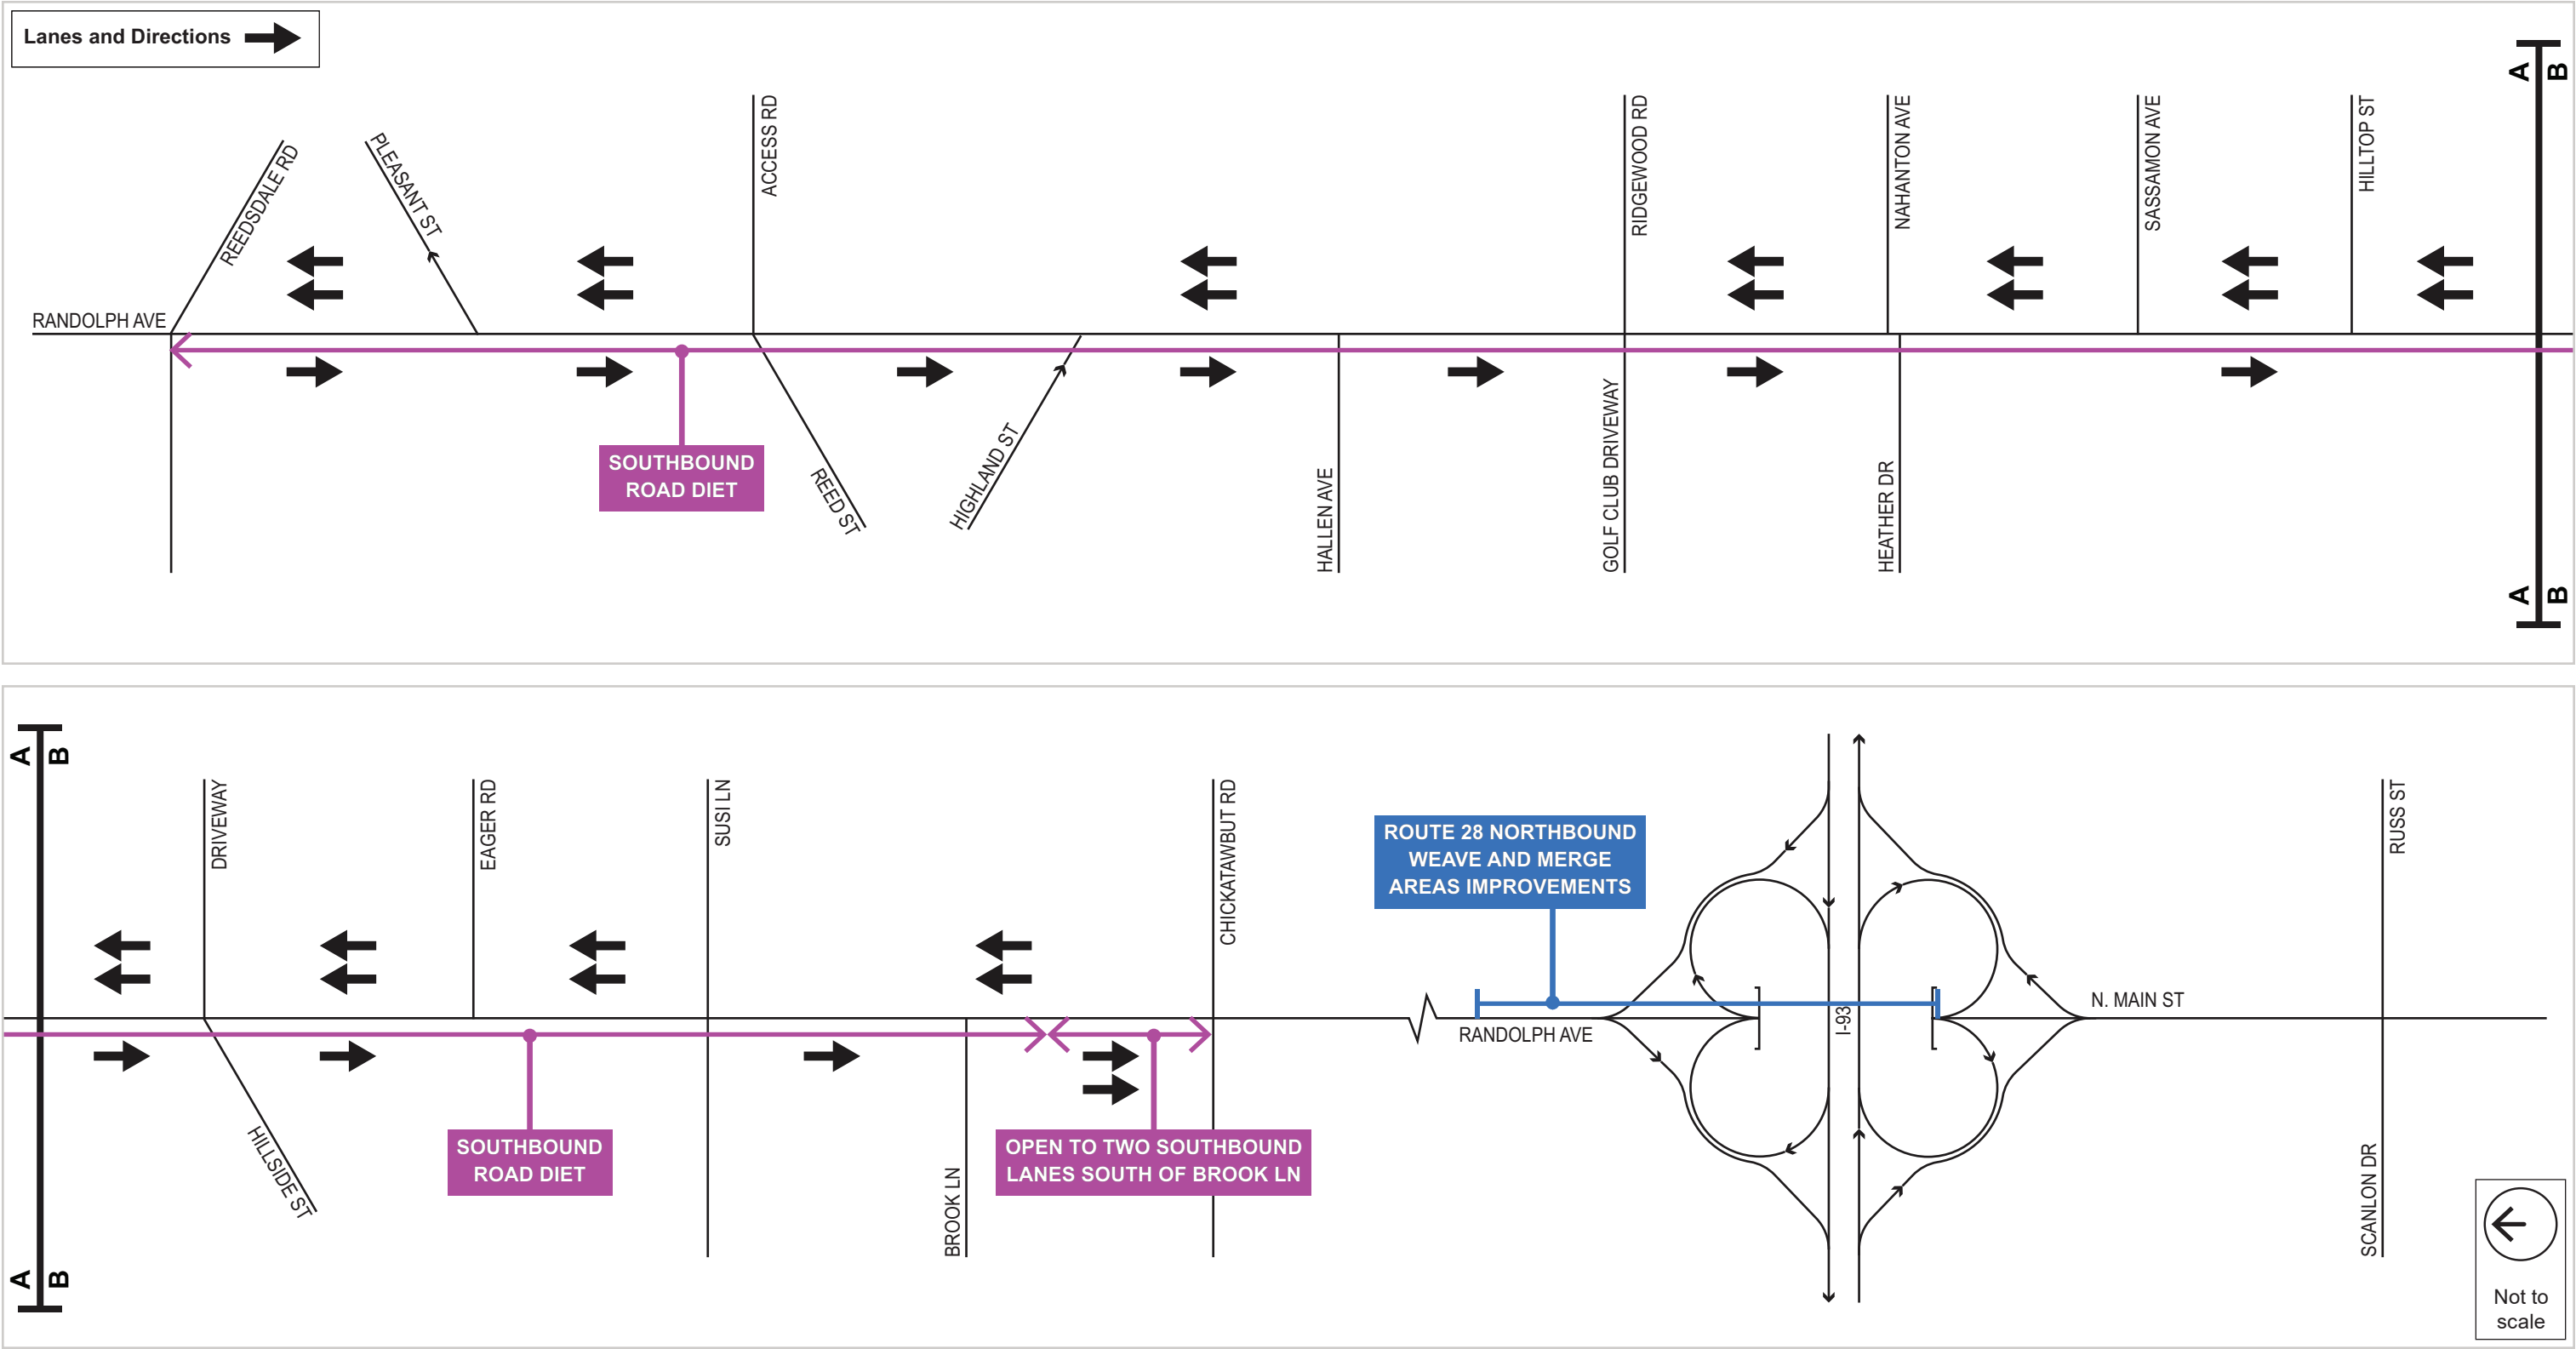 Lanes and Directions
A
B
REEDSDALE RD
PLEASANT ST
ACCESS RD
RIDGEWOOD RD
NAHANTON AVE
SASSAMON AVE
HILLTOP ST
RANDOLPH AVE
SOUTHBOUND
ROAD DIET
REED ST
HIGHLAND ST
HALLEN AVE
GOLF CLUB DRIVEWAY
HEATHER DR
A
B
A
B
DRIVEWAY
EAGER RD
SUSI LN
CHICKATAWBUT RD
ROUTE 28 NORTHBOUND
WEAVE AND MERGE
AREAS IMPROVEMENTS
RUSS ST
RANDOLPH AVE
I-93
N. MAIN ST
HILLSIDE ST
SOUTHBOUND
ROAD DIET
BROOK LN
OPEN TO TWO SOUTHBOUND
LANES SOUTH OF BROOK LN
SCANLON DR
A
B
Not to
scale